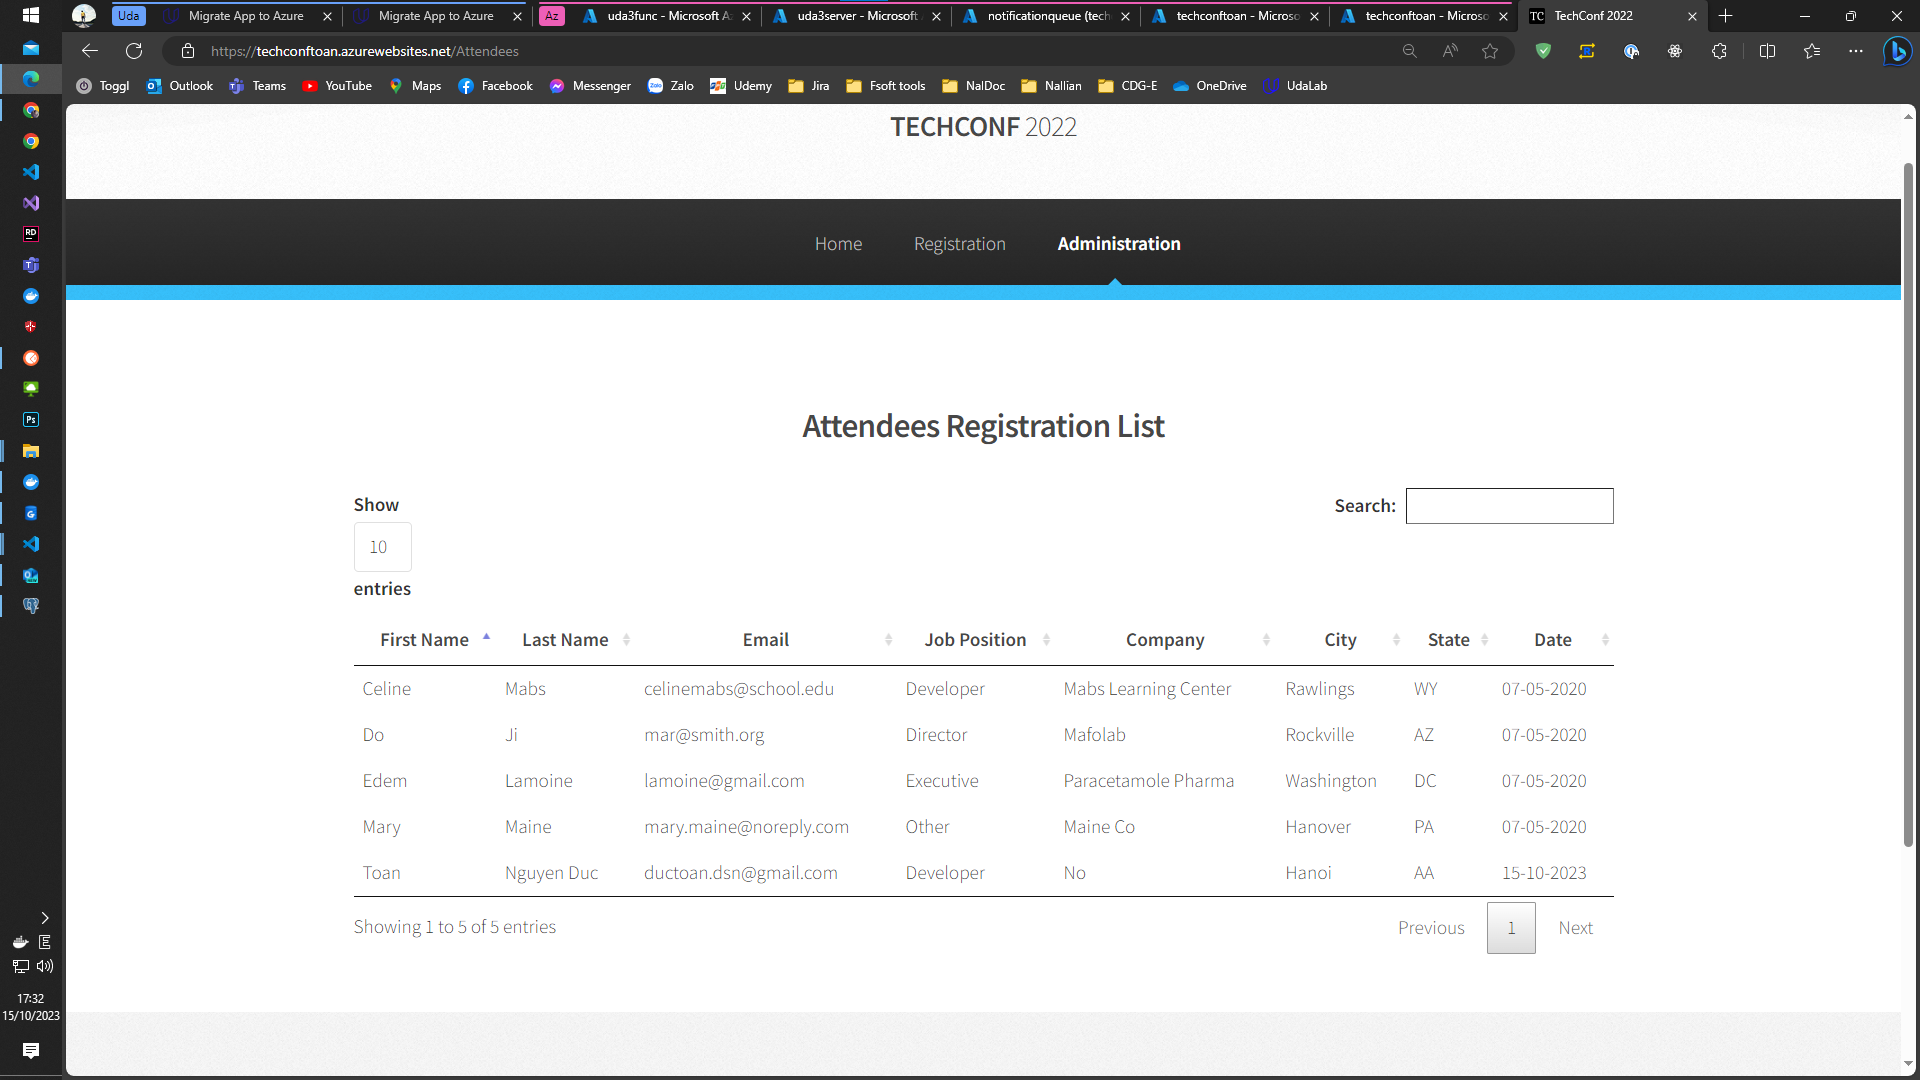 Uda Migrate App to Azure Migrate App to Azure Az uda3func - Microsoft Az uda3server - Microsoft notificationqueue (tech techconftoan - Microso techconftoan - Microso TC TechConf 2022
https://techconftoan.azurewebsites.net/Attendees
Toggl Outlook Teams YouTube Maps Facebook Messenger Zalo Udemy Jira Fsoft tools NalDoc Nallian CDG-E OneDrive UdaLab
TECHCONF 2022
Home Registration Administration
Attendees Registration List
Show
Search:
10
entries
First Name Last Name Email Job Position Company City State Date
Celine Mabs celinemabs@school.edu Developer Mabs Learning Center Rawlings WY 07-05-2020
Do Ji mar@smith.org Director Mafolab Rockville AZ 07-05-2020
Edem Lamoine lamoine@gmail.com Executive Paracetamole Pharma Washington DC 07-05-2020
Mary Maine mary.maine@noreply.com Other Maine Co Hanover PA 07-05-2020
Toan Nguyen Duc ductoan.dsn@gmail.com Developer No Hanoi AA 15-10-2023
Showing 1 to 5 of 5 entries
Previous 1 Next
17:32
15/10/2023